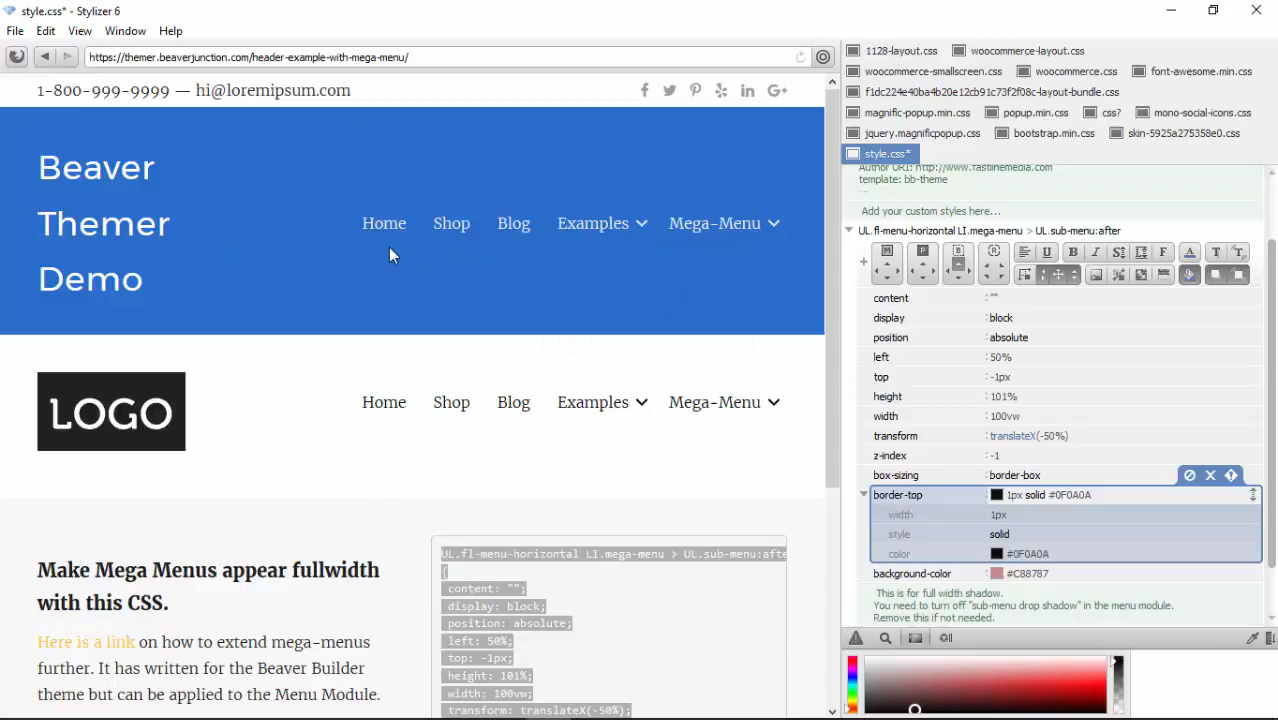 style.css* - Stylizer 6
File Edit View Window Help
https://themer.beaverjunction.com/header-example-with-mega-menu/
1-800-999-9999 — hi@loremipsum.com
Beaver
Themer
Demo
Home Shop Blog Examples Mega-Menu
LOGO
Home Shop Blog Examples Mega-Menu
Make Mega Menus appear fullwidth
with this CSS.
Here is a link on how to extend mega-menus
further. It has written for the Beaver Builder
theme but can be applied to the Menu Module.
UL.fl-menu-horizontal LI.mega-menu > UL.sub-menu:afte
{
content: "";
display: block;
position: absolute;
left: 50%;
top: -1px;
height: 101%;
width: 100vw;
transform: translateX(-50%);
1128-layout.css woocommerce-layout.css
woocommerce-smallscreen.css woocommerce.css font-awesome.min.css
f1dc224e40ba4b20e12cb91c73f2f08c-layout-bundle.css
magnific-popup.min.css popup.min.css css? mono-social-icons.css
jquery.magnificpopup.css bootstrap.min.css skin-5925a275358e0.css
style.css*
Author URI: http://www.fastlinemedia.com
template: bb-theme
...
Add your custom styles here...
UL.fl-menu-horizontal LI.mega-menu > UL.sub-menu:after
content : ""
display : block
position : absolute
left : 50%
top : -1px
height : 101%
width : 100vw
transform : translateX(-50%)
z-index : -1
box-sizing : border-box
border-top : 1px solid #0F0A0A
width 1px
style solid
color #0F0A0A
background-color : #C88787
This is for full width shadow.
You need to turn off "sub-menu drop shadow" in the menu module.
Remove this if not needed.